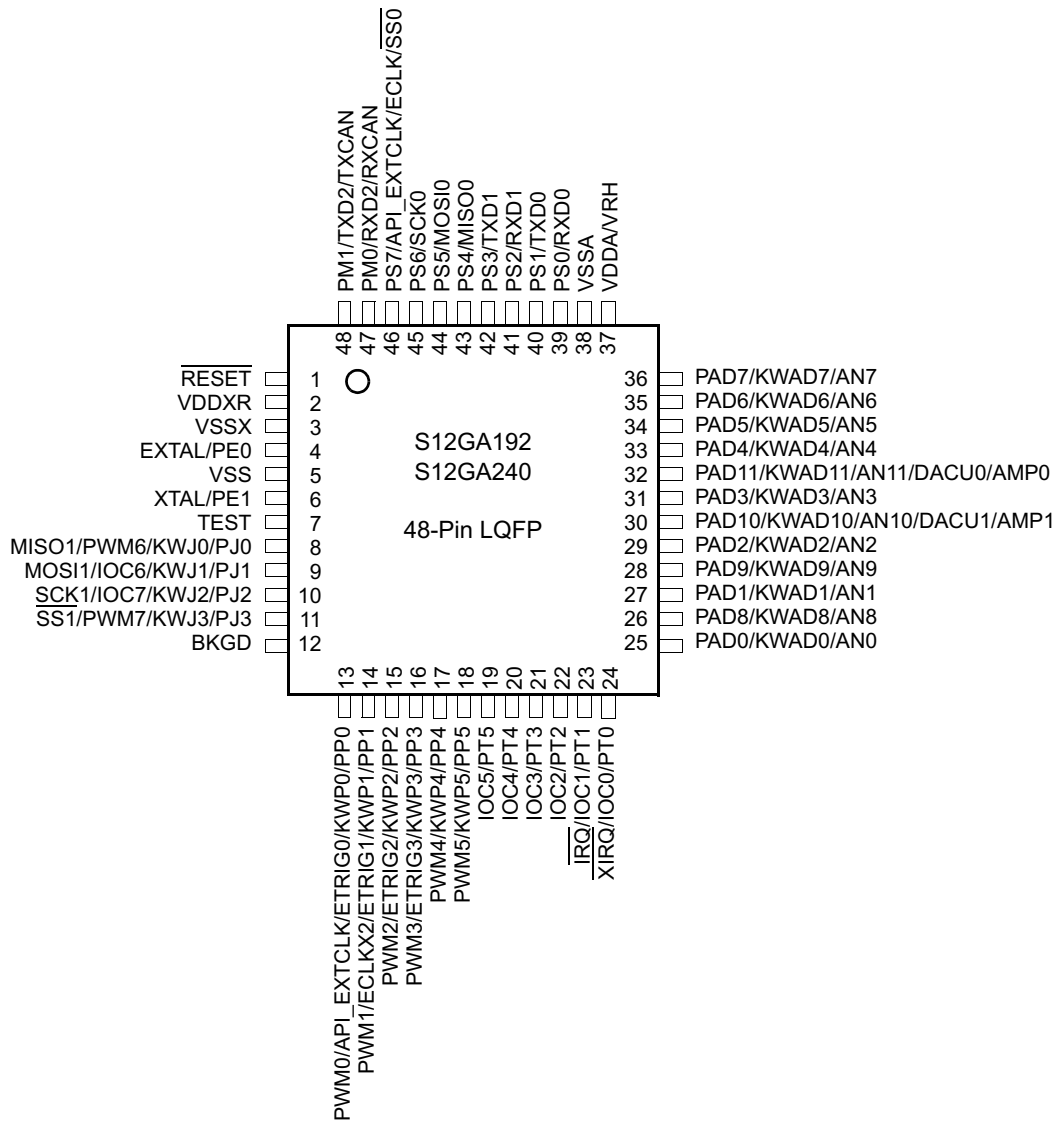 PM1/TXD2/TXCAN
PM0/RXD2/RXCAN
PS7/API_EXTCLK/ECLK/SS0
PS6/SCK0
PS5/MOSI0
PS4/MISO0
PS3/TXD1
PS2/RXD1
PS1/TXD0
PS0/RXD0
VSSA
VDDA/VRH
48
47
46
45
44
43
42
41
40
39
38
37
RESET 1
VDDXR 2
VSSX 3
EXTAL/PE0 4
VSS 5
XTAL/PE1 6
TEST 7
MISO1/PWM6/KWJ0/PJ0 8
MOSI1/IOC6/KWJ1/PJ1 9
SCK1/IOC7/KWJ2/PJ2 10
SS1/PWM7/KWJ3/PJ3 11
BKGD 12
S12GA192
S12GA240
48-Pin LQFP
36 PAD7/KWAD7/AN7
35 PAD6/KWAD6/AN6
34 PAD5/KWAD5/AN5
33 PAD4/KWAD4/AN4
32 PAD11/KWAD11/AN11/DACU0/AMP0
31 PAD3/KWAD3/AN3
30 PAD10/KWAD10/AN10/DACU1/AMP1
29 PAD2/KWAD2/AN2
28 PAD9/KWAD9/AN9
27 PAD1/KWAD1/AN1
26 PAD8/KWAD8/AN8
25 PAD0/KWAD0/AN0
13
14
15
16
17
18
19
20
21
22
23
24
PWM0/API_EXTCLK/ETRIG0/KWP0/PP0
PWM1/ECLKX2/ETRIG1/KWP1/PP1
PWM2/ETRIG2/KWP2/PP2
PWM3/ETRIG3/KWP3/PP3
PWM4/KWP4/PP4
PWM5/KWP5/PP5
IOC5/PT5
IOC4/PT4
IOC3/PT3
IOC2/PT2
IRQ/IOC1/PT1
XIRQ/IOC0/PT0